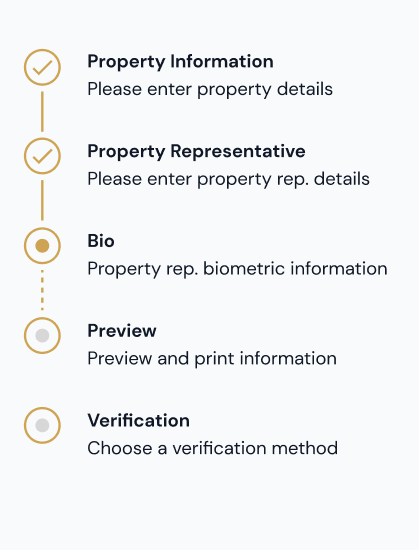 Property Information
Please enter property details
Property Representative
Please enter property rep. details
Bio
Property rep. biometric information
Preview
Preview and print information
Verification
Choose a verification method